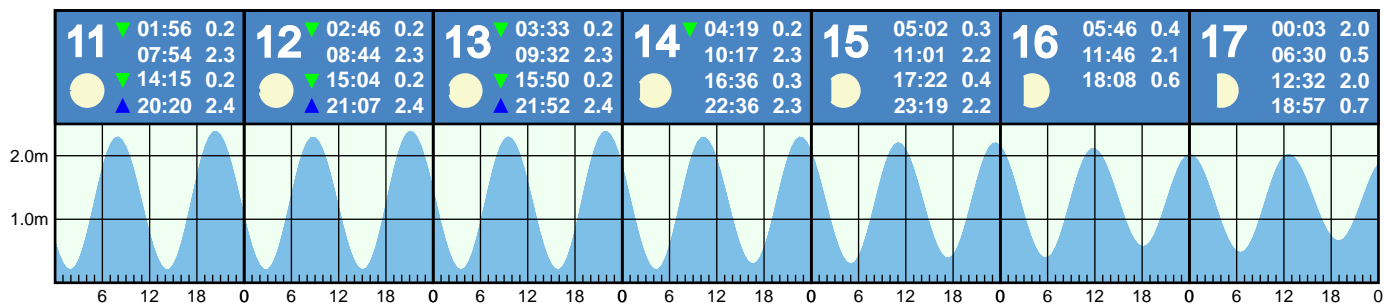 11
▼ 01:56 0.2
07:54 2.3
▼ 14:15 0.2
▲ 20:20 2.4
12
▼ 02:46 0.2
08:44 2.3
▼ 15:04 0.2
▲ 21:07 2.4
13
▼ 03:33 0.2
09:32 2.3
▼ 15:50 0.2
▲ 21:52 2.4
14
▼ 04:19 0.2
10:17 2.3
16:36 0.3
22:36 2.3
15
05:02 0.3
11:01 2.2
17:22 0.4
23:19 2.2
16
05:46 0.4
11:46 2.1
18:08 0.6
17
00:03 2.0
06:30 0.5
12:32 2.0
18:57 0.7
2.0m
1.0m
6 12 18 0 6 12 18 0 6 12 18 0 6 12 18 0 6 12 18 0 6 12 18 0 6 12 18 0